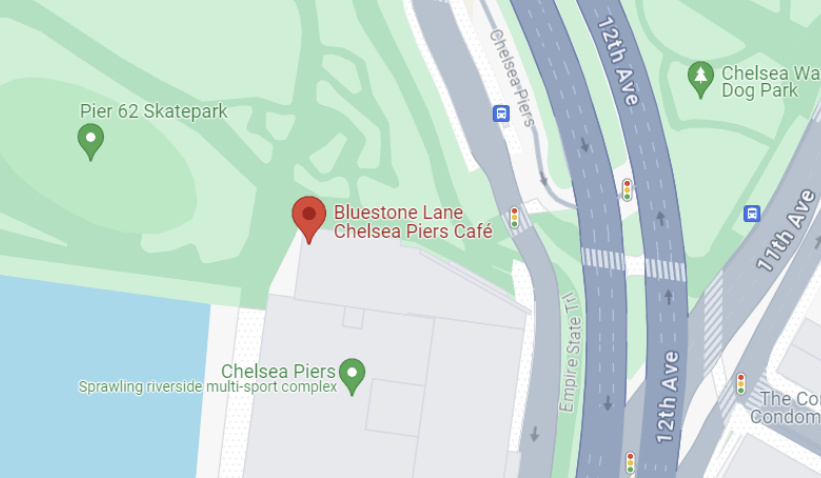 12th Ave
Chelsea Piers
Chelsea Wa
Dog Park
Pier 62 Skatepark
Bluestone Lane
Chelsea Piers Café
11th Ave
Empire State Trl
Chelsea Piers
Sprawling riverside multi-sport complex
12th Ave
The Co
Condom